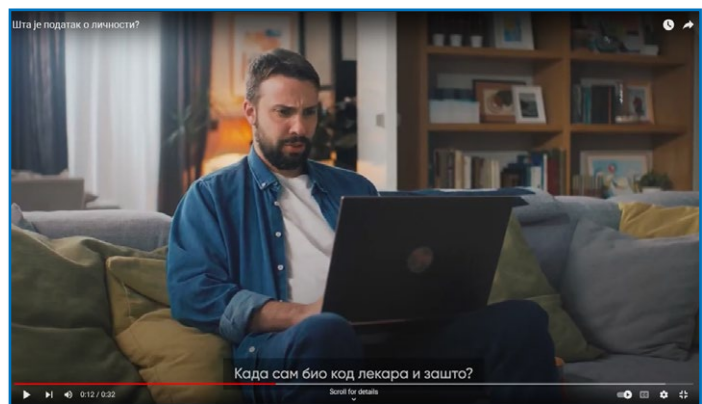 Шта је податак о личности?
Када сам био код лекара и зашто?
0:12 / 0:32
Scroll for details